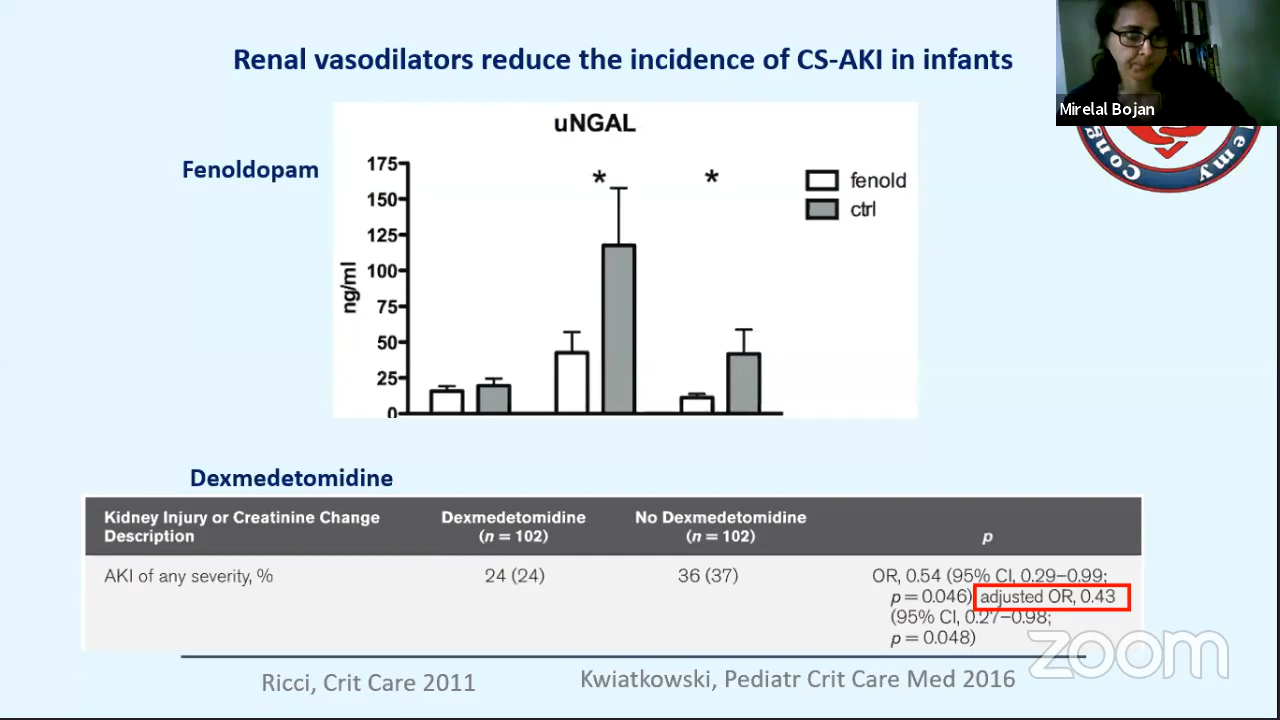 Renal vasodilators reduce the incidence of CS-AKI in infants
Mirelal Bojan
Cong
emy
Fenoldopam
uNGAL
175
150
125
100
75
50
25
0
ng/ml
*
*
fenold
ctrl
Dexmedetomidine
Kidney Injury or Creatinine Change Description
Dexmedetomidine (n = 102)
No Dexmedetomidine (n = 102)
p
AKI of any severity, %
24 (24)
36 (37)
OR, 0.54 (95% CI, 0.29–0.99;
p = 0.046) adjusted OR, 0.43
(95% CI, 0.27–0.98;
p = 0.048)
zoom
Ricci, Crit Care 2011
Kwiatkowski, Pediatr Crit Care Med 2016